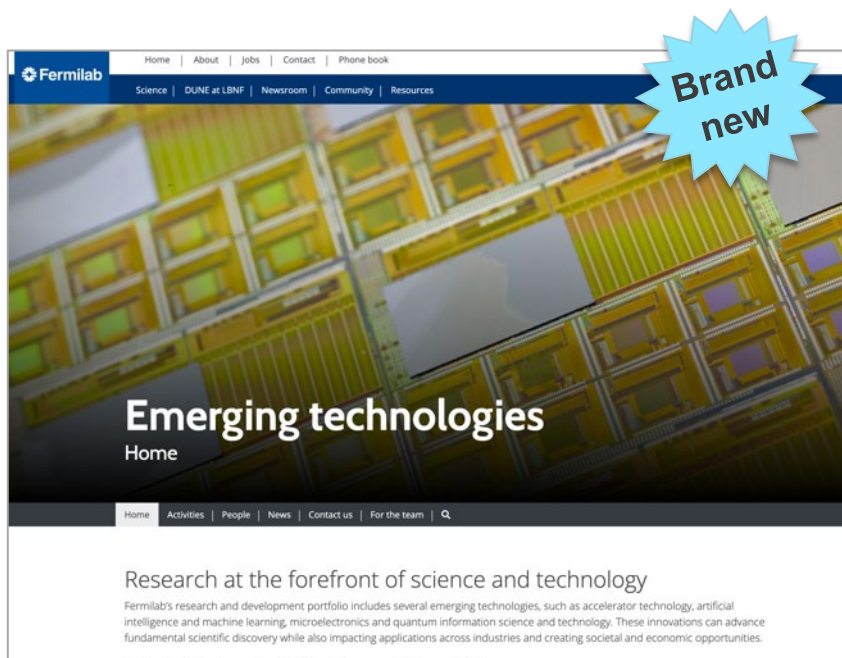 Home | About | Jobs | Contact | Phone book
Fermilab
Science | DUNE at LBNF | Newsroom | Community | Resources
Brand
new
Emerging technologies
Home
Home Activities | People | News | Contact us | For the team |
Research at the forefront of science and technology
Fermilab's research and development portfolio includes several emerging technologies, such as accelerator technology, artificial
intelligence and machine learning, microelectronics and quantum information science and technology. These innovations can advance
fundamental scientific discovery while also impacting applications across industries and creating societal and economic opportunities.